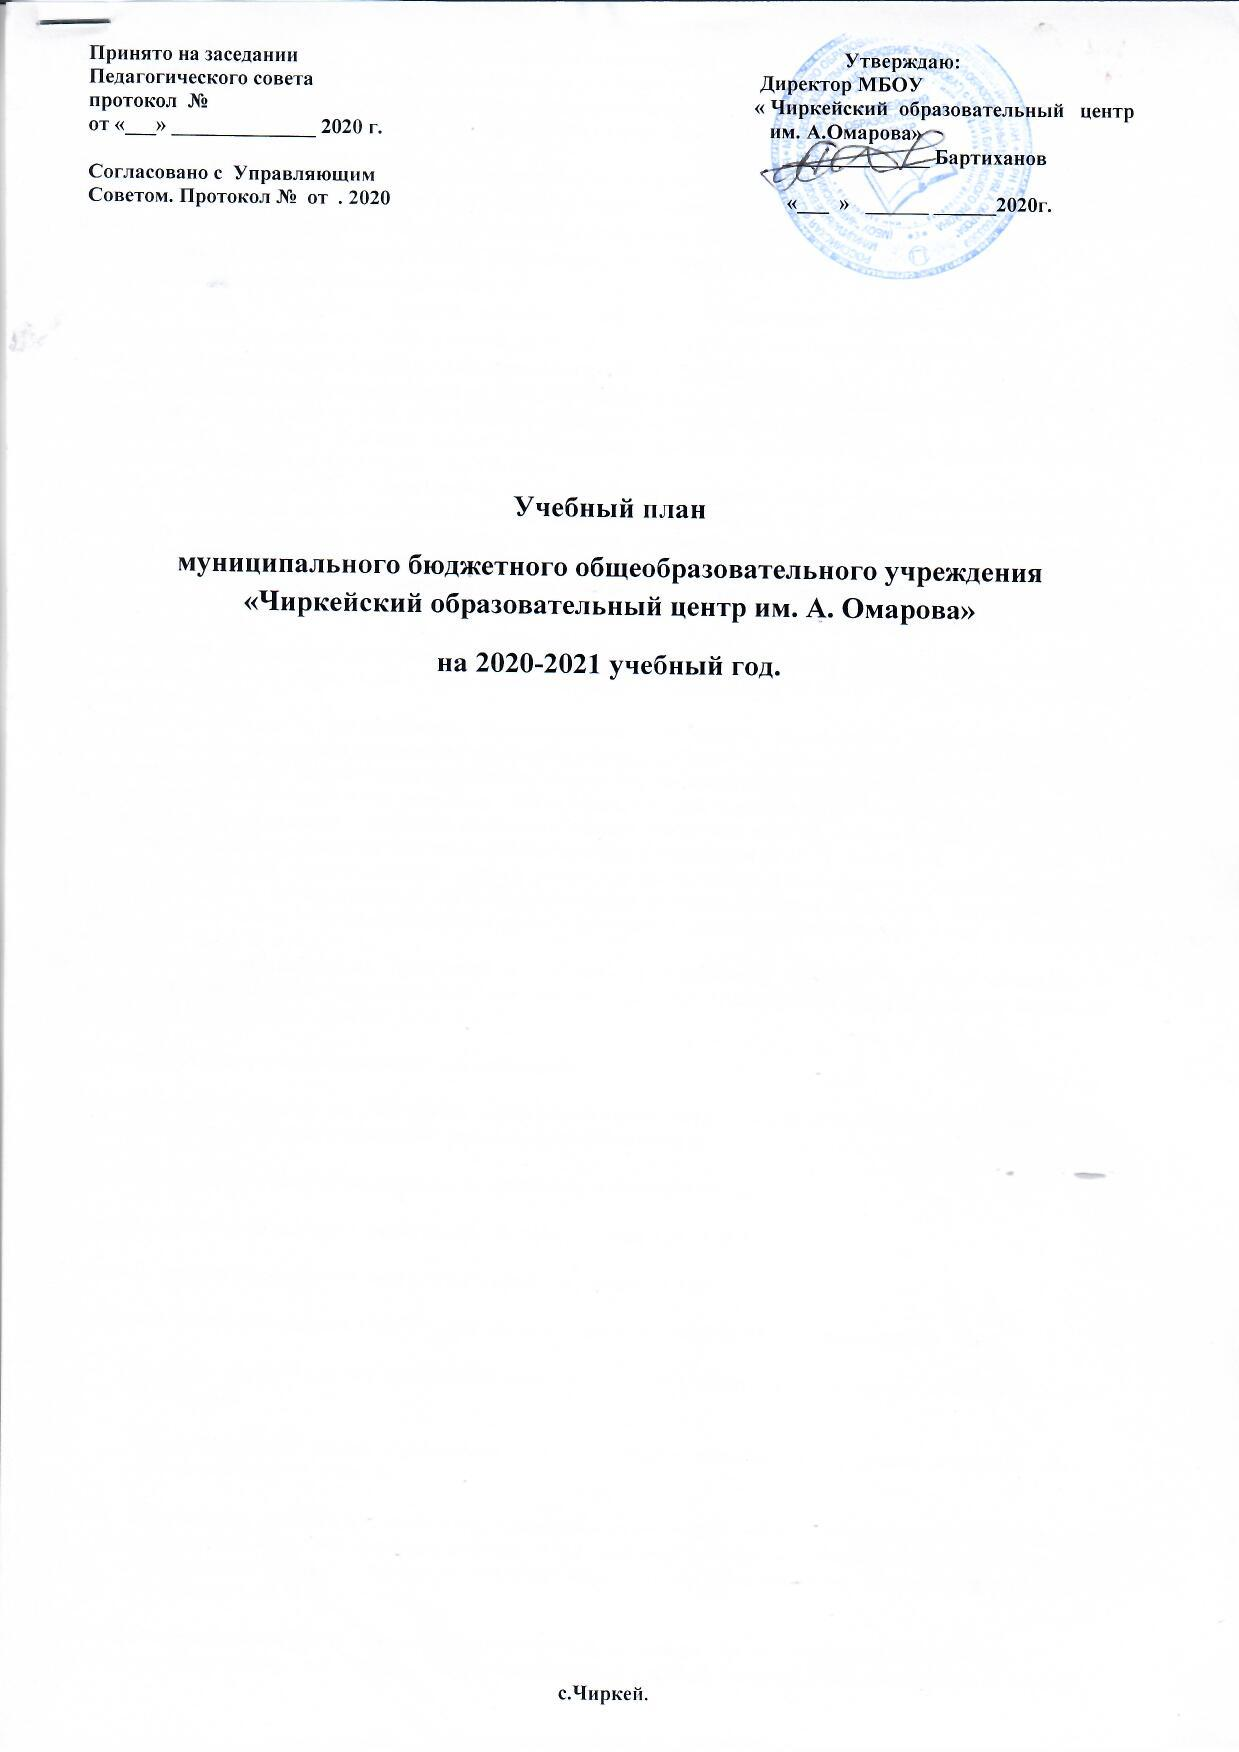 Принято на заседании
Педагогического совета
протокол №
от «___» ______________ 2020 г.
Согласовано с Управляющим
Советом. Протокол № от . 2020
Утверждаю:
Директор МБОУ
« Чиркейский образовательный центр
им. А.Омарова»
______________Бартиханов
«___ » ______ ______2020г.
Учебный план
муниципального бюджетного общеобразовательного учреждения
«Чиркейский образовательный центр им. А. Омарова»
на 2020-2021 учебный год.
с.Чиркей.